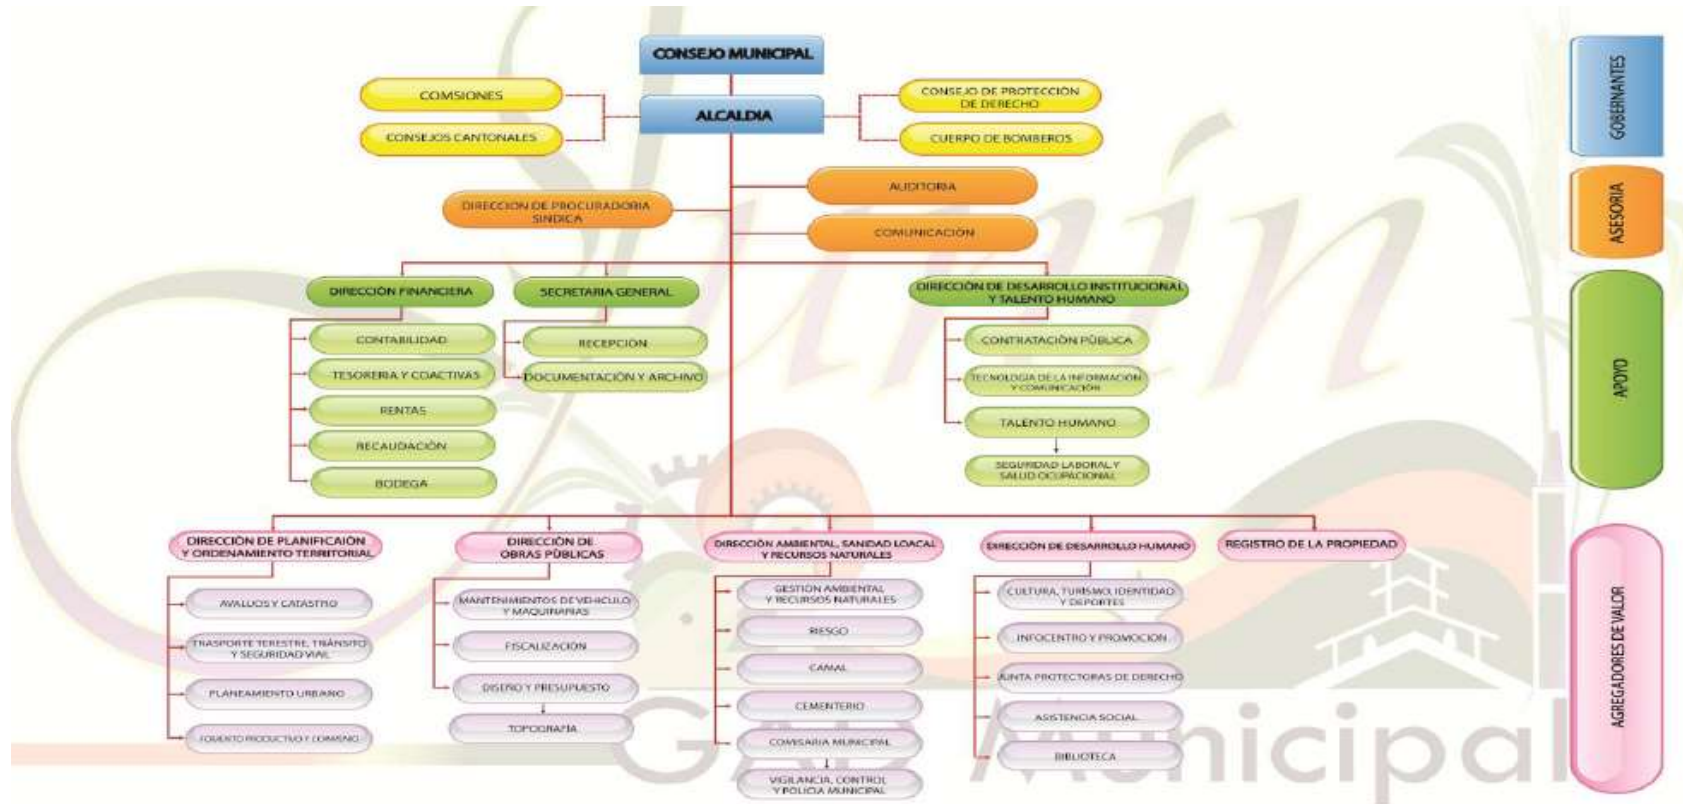 CONSEJO MUNICIPAL
ALCALDIA
COMSIONES
CONSEJOS CANTONALES
CONSEJO DE PROTECCIÓN
DE DERECHO
CUERPO DE BOMBEROS
AUDITORIA
DIRECCION DE PROCURADORIA
SINDICA
COMUNICACIÓN
DIRECCIÓN FINANCIERA
CONTABILIDAD
TESORERIA Y COACTIVAS
RENTAS
RECAUDACIÓN
BODEGA
SECRETARIA GENERAL
RECEPCIÓN
DOCUMENTACIÓN Y ARCHIVO
DIRECCIÓN DE DESARROLLO INSTITUCIONAL
Y TALENTO HUMANO
CONTRATACIÓN PÚBLICA
TECNOLOGIA DE LA INFORMACIÓN
Y COMUNICACIÓN
TALENTO HUMANO
SEGURIDAD LABORAL Y
SALUD OCUPACIONAL
DIRECCIÓN DE PLANIFICAIÓN
Y ORDENAMIENTO TERRITORIAL
AVALUOS Y CATASTRO
TRASPORTE TERESTRE, TRÁNSITO
Y SEGURIDAD VIAL
PLANEAMIENTO URBANO
FOMENTO PRODUCTIVO Y CONVENIO
DIRECCIÓN DE
OBRAS PÚBLICAS
MANTENIMIENTOS DE VEHICULO
Y MAQUINARIAS
FISCALIZACIÓN
DISEÑO Y PRESUPUESTO
TOPOGRAFÍA
DIRECCIÓN AMBIENTAL, SANIDAD LOACAL
Y RECURSOS NATURALES
GESTIÓN AMBIENTAL
Y RECURSOS NATURALES
RIESGO
CAMAL
CEMENTERIO
COMISARIA MUNICIPAL
VIGILANCIA, CONTROL
Y POLICIA MUNICIPAL
DIRECCIÓN DE DESARROLLO HUMANO
CULTURA, TURISMO, IDENTIDAD
Y DEPORTES
INFOCENTRO Y PROMOCIÓN
JUNTA PROTECTORAS DE DERECHO
ASISTENCIA SOCIAL
BIBLIOTECA
REGISTRO DE LA PROPIEDAD
GOBERNANTES
ASESORIA
APOYO
AGREGADORES DE VALOR
Junín
GAD Municipal